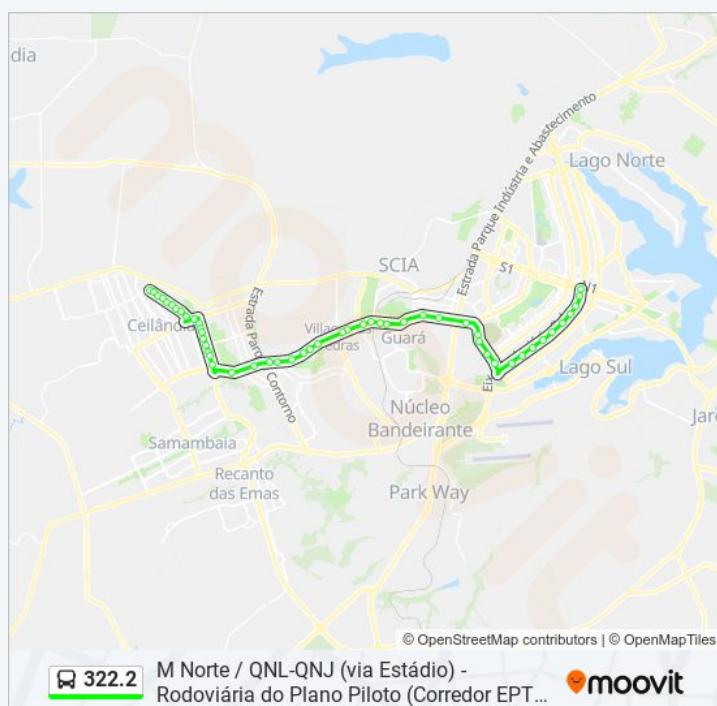 dia
Lago Norte
Estrada Parque Indústria e Abastecimento
SCIA
S1
N1
Ceilândia
Estrada Parque Contorno
Guará
Lago Sul
Núcleo
Bandeirante
Samambaia
Recanto
das Emas
Park Way
Jar
© OpenStreetMap contributors | © OpenMapTiles
322.2
M Norte / QNL-QNJ (via Estádio) -
Rodoviária do Plano Piloto (Corredor EPT…
moovit